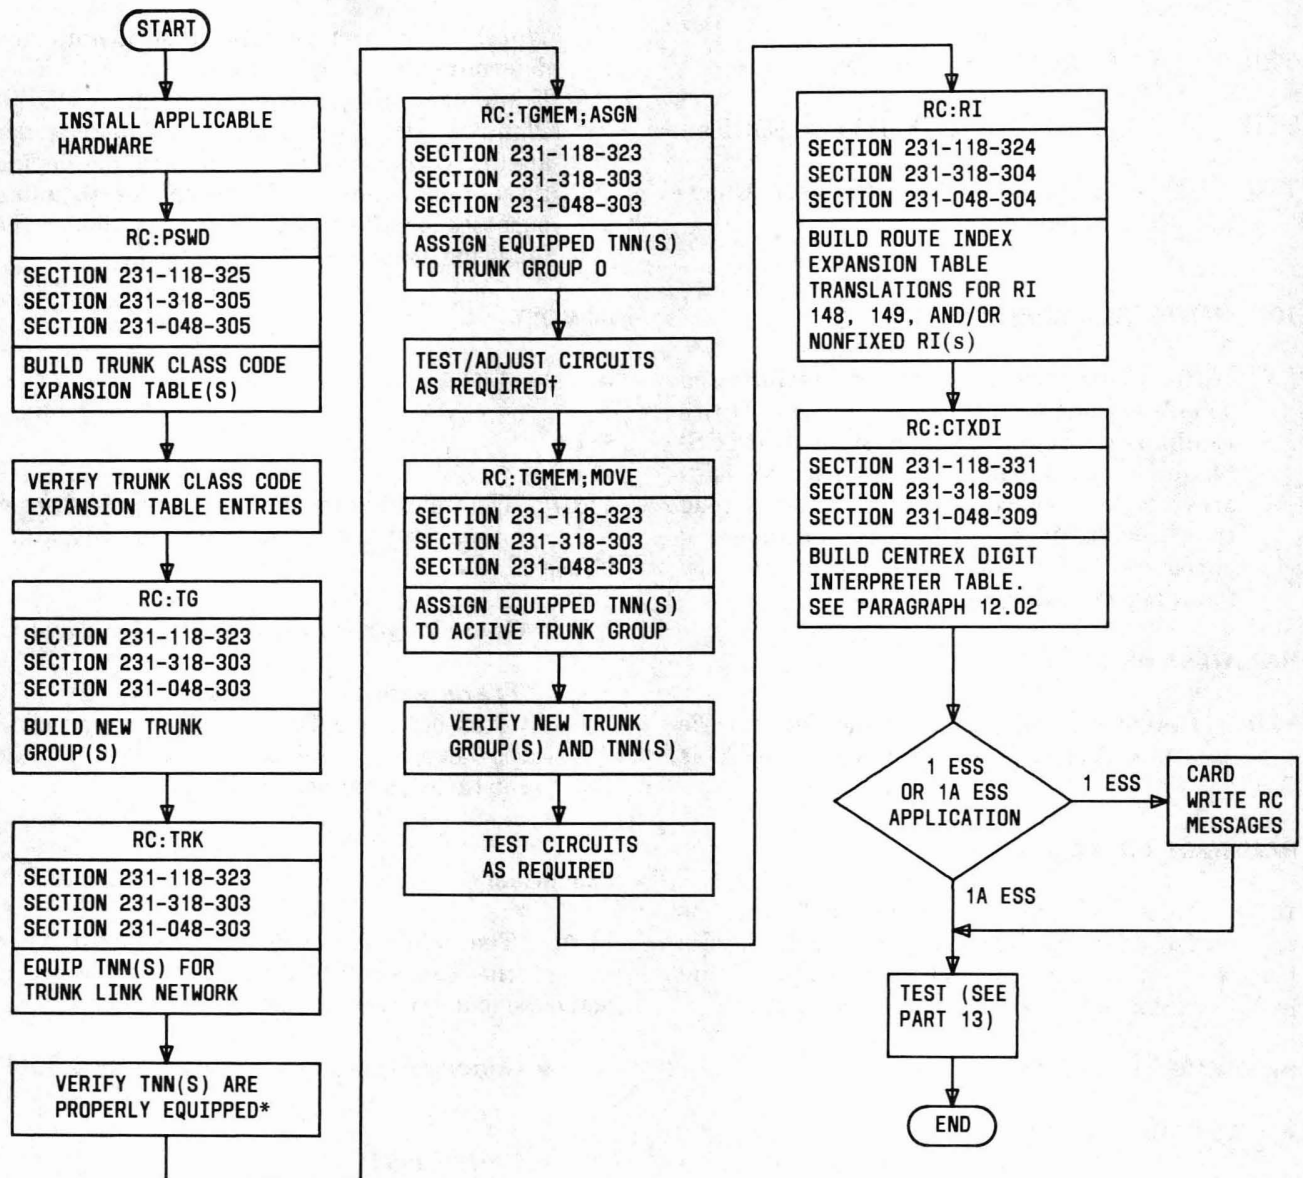 START
INSTALL APPLICABLE
HARDWARE
RC:PSWD
SECTION 231-118-325
SECTION 231-318-305
SECTION 231-048-305
BUILD TRUNK CLASS CODE
EXPANSION TABLE(S)
VERIFY TRUNK CLASS CODE
EXPANSION TABLE ENTRIES
RC:TG
SECTION 231-118-323
SECTION 231-318-303
SECTION 231-048-303
BUILD NEW TRUNK
GROUP(S)
RC:TRK
SECTION 231-118-323
SECTION 231-318-303
SECTION 231-048-303
EQUIP TNN(S) FOR
TRUNK LINK NETWORK
VERIFY TNN(S) ARE
PROPERLY EQUIPPED*
RC:TGMEM;ASGN
SECTION 231-118-323
SECTION 231-318-303
SECTION 231-048-303
ASSIGN EQUIPPED TNN(S)
TO TRUNK GROUP 0
TEST/ADJUST CIRCUITS
AS REQUIRED†
RC:TGMEM;MOVE
SECTION 231-118-323
SECTION 231-318-303
SECTION 231-048-303
ASSIGN EQUIPPED TNN(S)
TO ACTIVE TRUNK GROUP
VERIFY NEW TRUNK
GROUP(S) AND TNN(S)
TEST CIRCUITS
AS REQUIRED
RC:RI
SECTION 231-118-324
SECTION 231-318-304
SECTION 231-048-304
BUILD ROUTE INDEX
EXPANSION TABLE
TRANSLATIONS FOR RI
148, 149, AND/OR
NONFIXED RI(s)
RC:CTXDI
SECTION 231-118-331
SECTION 231-318-309
SECTION 231-048-309
BUILD CENTREX DIGIT
INTERPRETER TABLE.
SEE PARAGRAPH 12.02
1 ESS
OR 1A ESS
APPLICATION
1 ESS
CARD
WRITE RC
MESSAGES
1A ESS
TEST (SEE
PART 13)
END